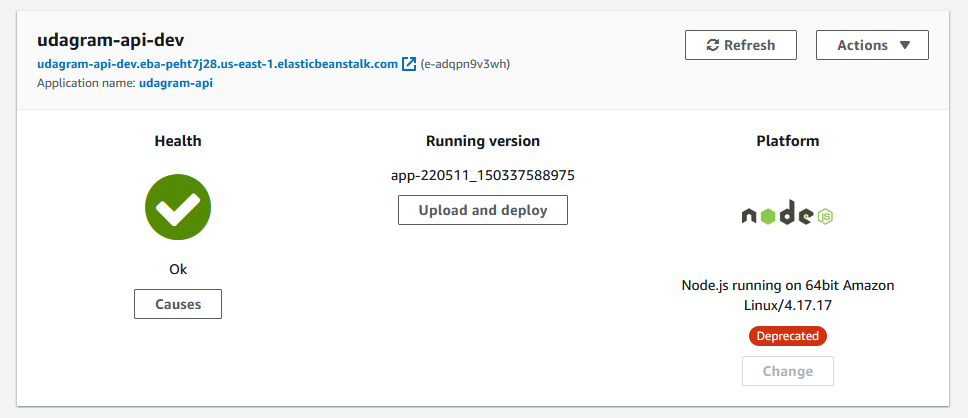 udagram-api-dev
Refresh
Actions
udagram-api-dev.eba-peht7j28.us-east-1.elasticbeanstalk.com (e-adqpn9v3wh)
Application name: udagram-api
Health
Running version
Platform
app-220511_150337588975
Upload and deploy
node
JS
Ok
Node.js running on 64bit Amazon
Linux/4.17.17
Causes
Deprecated
Change